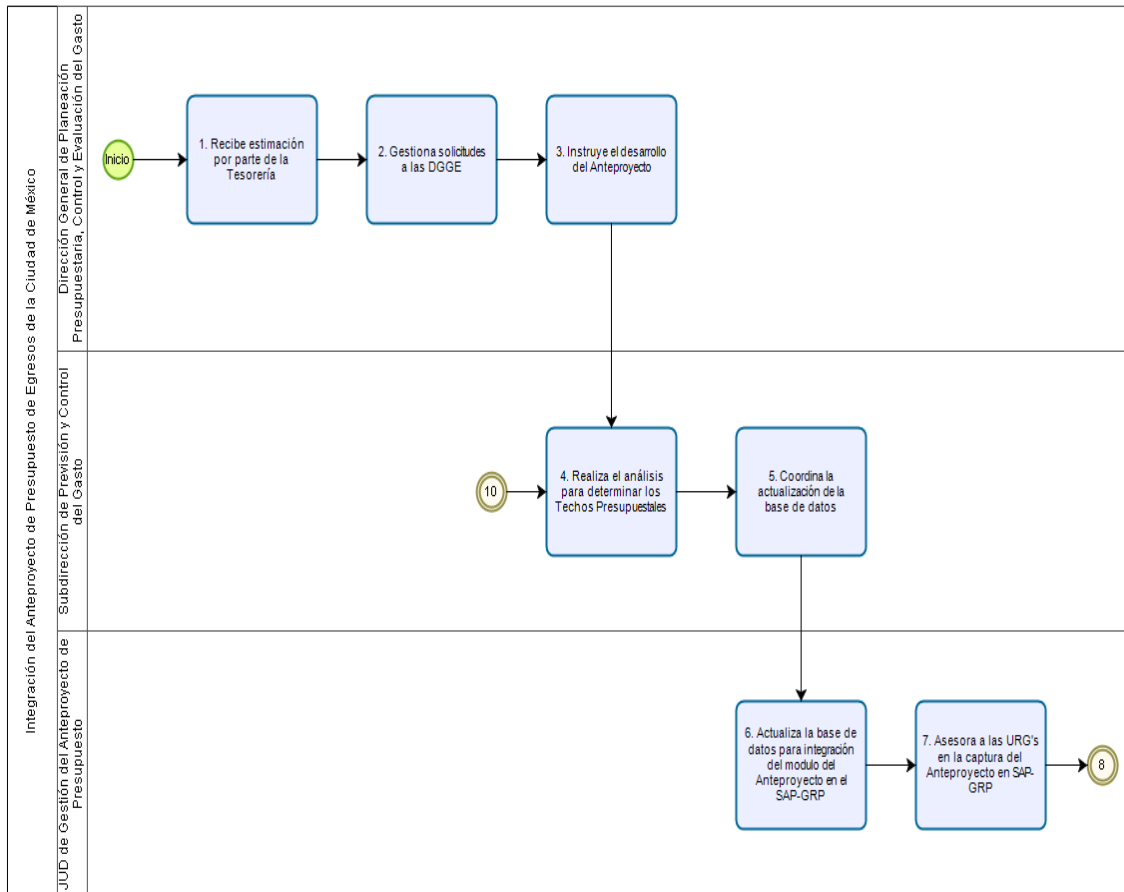 Integración del Anteproyecto de Presupuesto de Egresos de la Ciudad de México
Dirección General de Planeación
Presupuestaria, Control y Evaluación del Gasto
Inicio
1. Recibe estimación
por parte de la
Tesorería
2. Gestiona solicitudes
a las DGGE
3. Instruye el desarrollo
del Anteproyecto
Subdirección de Previsión y Control
del Gasto
10
4. Realiza el análisis
para determinar los
Techos Presupuestales
5. Coordina la
actualización de la
base de datos
JUD de Gestión del Anteproyecto de
Presupuesto
6. Actualiza la base de
datos para integración
del modulo del
Anteproyecto en el
SAP-GRP
7. Asesora a las URG's
en la captura del
Anteproyecto en SAP-
GRP
8